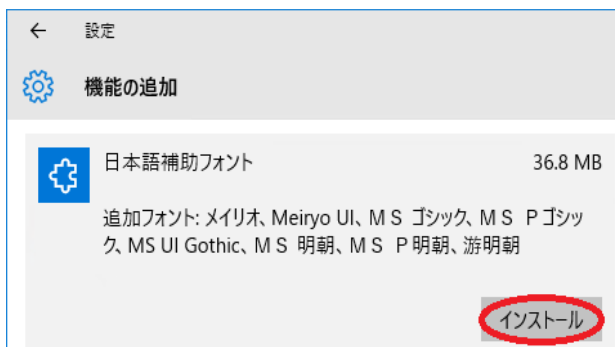 ← 設定
機能の追加
日本語補助フォント 36.8 MB
追加フォント: メイリオ、Meiryo UI、ＭＳ ゴシック、ＭＳ Ｐゴシッ
ク、MS UI Gothic、ＭＳ 明朝、ＭＳ Ｐ明朝、游明朝
インストール